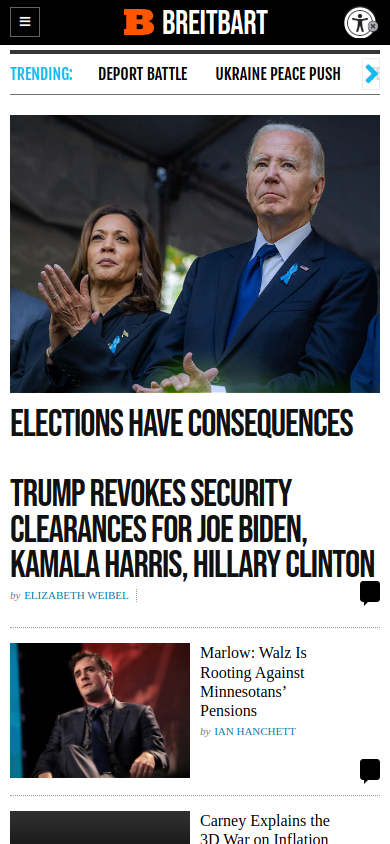 BREITBART
TRENDING:
DEPORT BATTLE
UKRAINE PEACE PUSH
ELECTIONS HAVE CONSEQUENCES
TRUMP REVOKES SECURITY
CLEARANCES FOR JOE BIDEN,
KAMALA HARRIS, HILLARY CLINTON
by ELIZABETH WEIBEL
Marlow: Walz Is
Rooting Against
Minnesotans’
Pensions
by IAN HANCHETT
Carney Explains the
3D War on Inflation